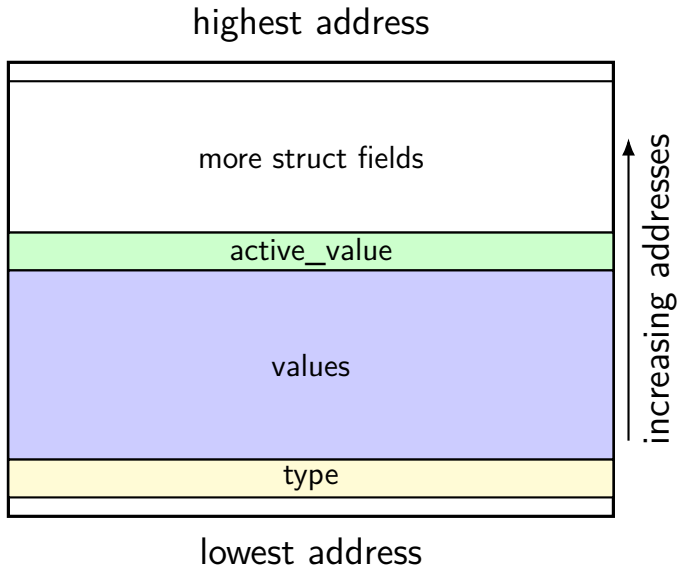 highest address
more struct fields
active_value
values
type
lowest address
increasing addresses